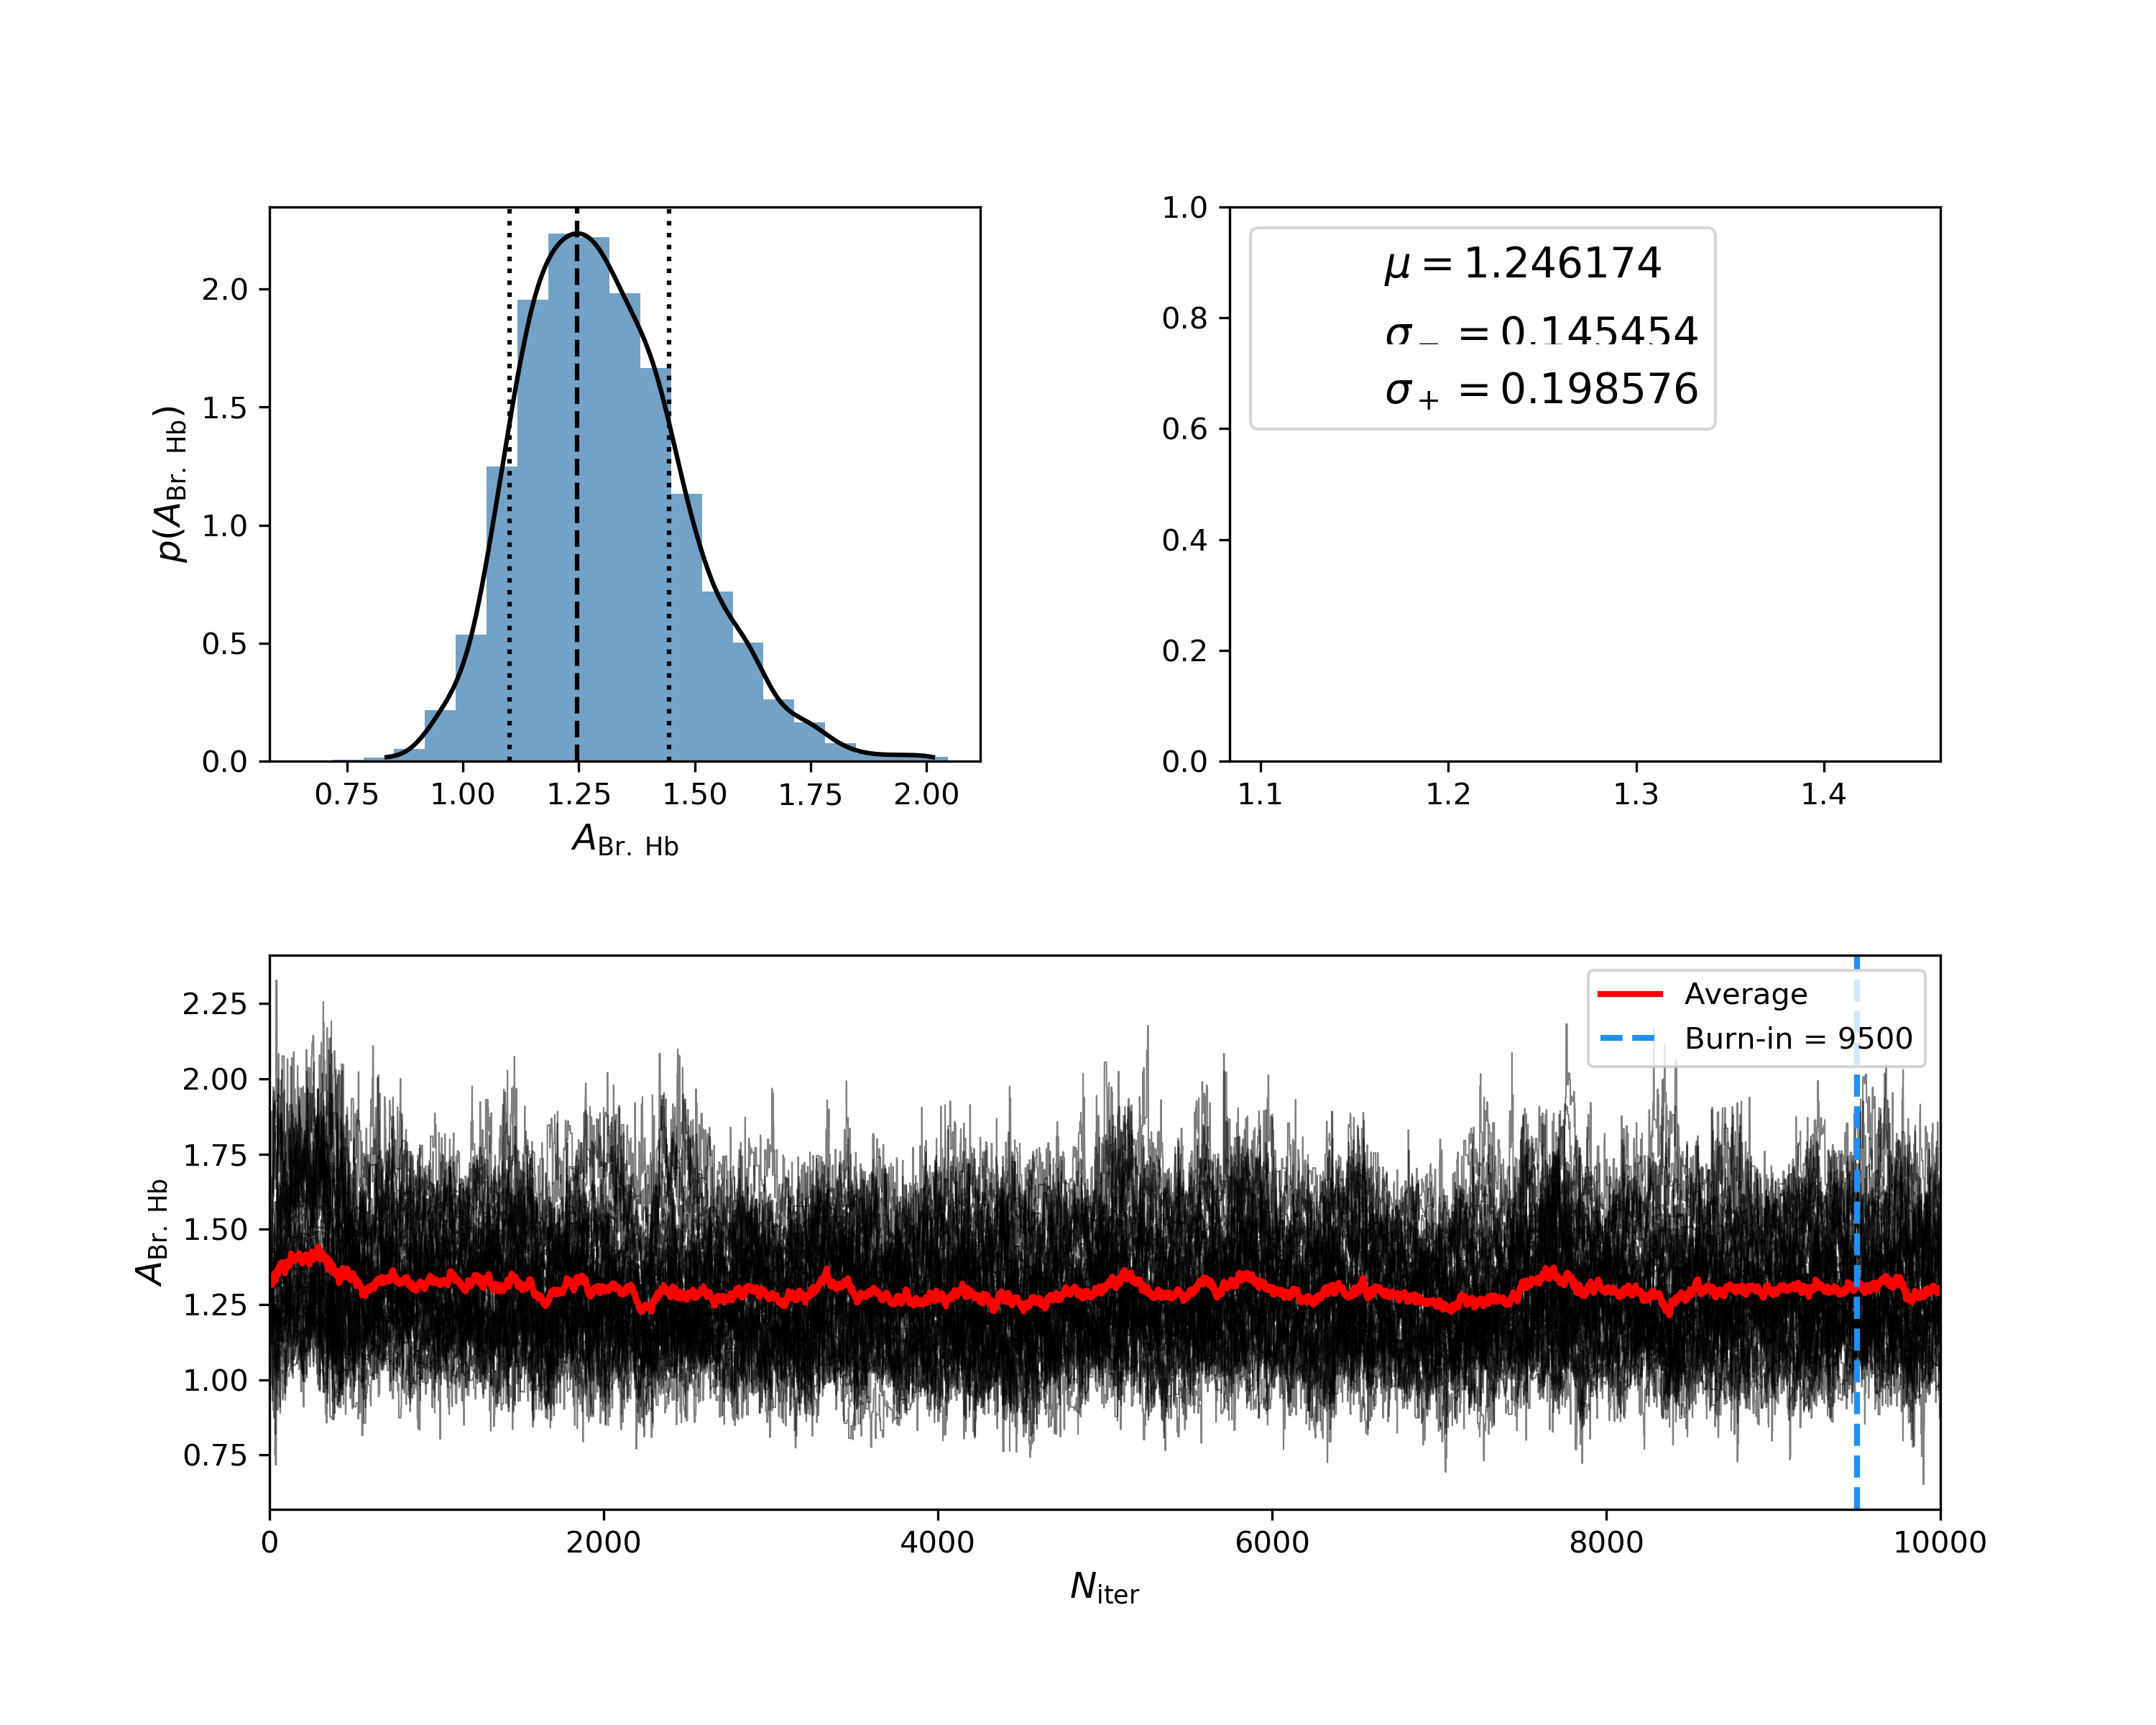 2.0
1.5
1.0
0.5
0.0
p(A_Br. Hb)
0.75 1.00 1.25 1.50 1.75 2.00
A_Br. Hb
1.0
0.8
0.6
0.4
0.2
0.0
μ = 1.246174
σ_− = 0.145454
σ_+ = 0.198576
1.1 1.2 1.3 1.4
2.25
2.00
1.75
1.50
1.25
1.00
0.75
A_Br. Hb
Average
Burn-in = 9500
0 2000 4000 6000 8000 10000
N_iter